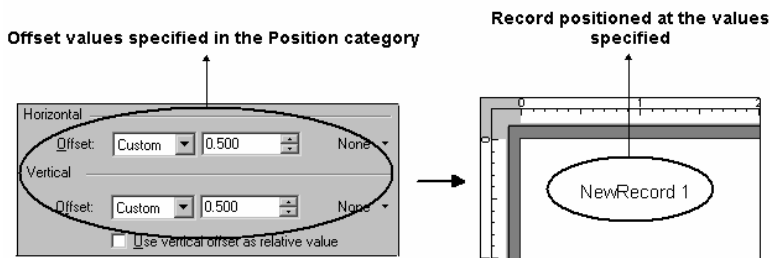 Offset values specified in the Position category
Record positioned at the values
specified
Horizontal
Offset: Custom 0.500 None
Vertical
Offset: Custom 0.500 None
Use vertical offset as relative value
0 1 2
0
NewRecord 1